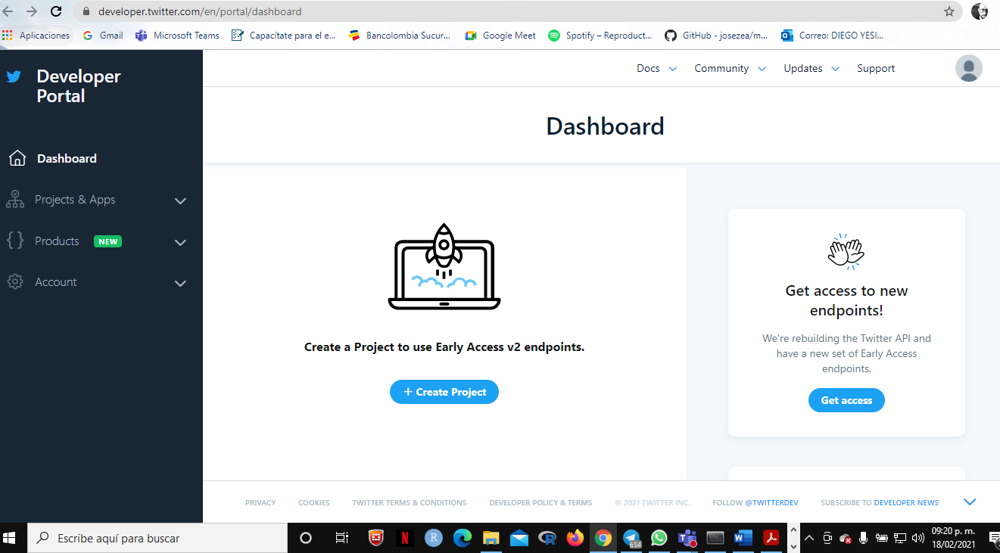 developer.twitter.com/en/portal/dashboard
Aplicaciones
Gmail
Microsoft Teams
Capacítate para el e...
Bancolombia Sucur...
Google Meet
Spotify – Reproduct...
GitHub - josezea/m...
Correo: DIEGO YESI...
Developer
Portal
Docs
Community
Updates
Support
Dashboard
Dashboard
Projects & Apps
Products NEW
Account
Create a Project to use Early Access v2 endpoints.
+ Create Project
Get access to new
endpoints!
We're rebuilding the Twitter API and
have a new set of Early Access
endpoints.
Get access
PRIVACY
COOKIES
TWITTER TERMS & CONDITIONS
DEVELOPER POLICY & TERMS
© 2021 TWITTER INC.
FOLLOW @TWITTERDEV
SUBSCRIBE TO DEVELOPER NEWS
Escribe aquí para buscar
N
R
R
654
W
09:20 p. m.
18/02/2021